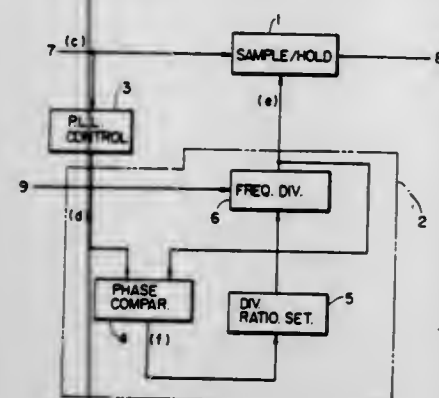 1
7 (c) SAMPLE/HOLD 8
3
(e)
P.L.L.
CONTROL
9 FREQ. DIV.
6 2
(d)
PHASE
COMPAR.
DIV.
RATIO. SET.
5
4 (f)